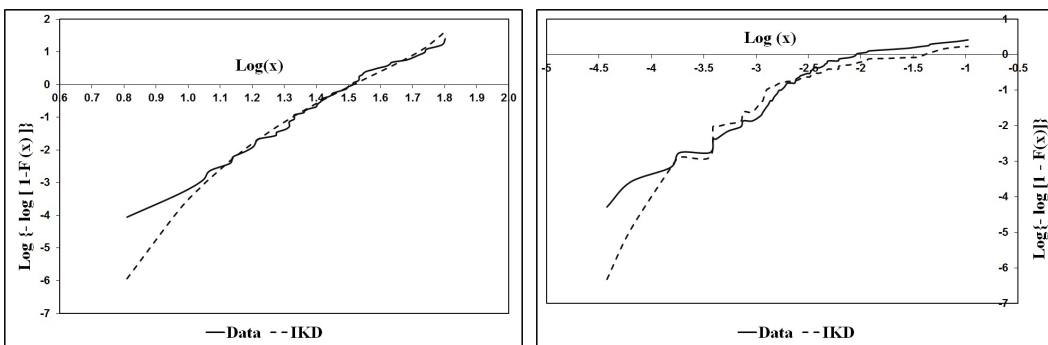 2
1
Log(x)
0
0.6 0.7 0.8 0.9 1.0 1.1 1.2 1.3 1.4 1.5 1.6 1.7 1.8 1.9 2.0
-1
-2
-3
-4
-5
-6
-7
Log {- log [ 1-F (x) ]}
Data IKD
Log (x)
1
0
-5 -4.5 -4 -3.5 -3 -2.5 -2 -1.5 -1 -0.5
-1
-2
-3
-4
-5
-6
-7
Log{- log[1 - F(x)]}
Data IKD